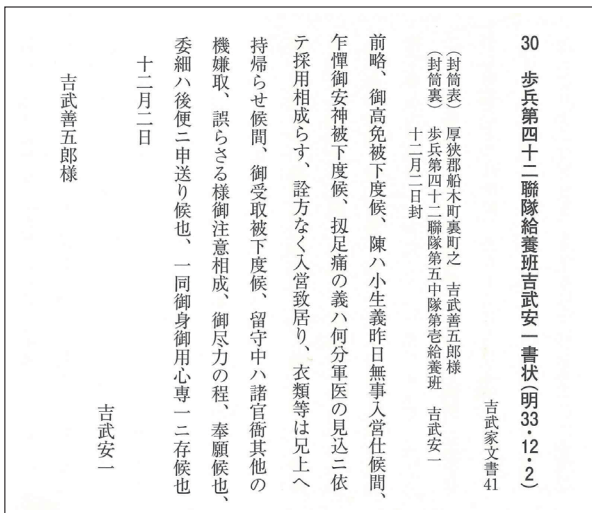 30　歩兵第四十二聯隊給養班吉武安一書状（明33・12・2）
吉武家文書41
（封筒表）　厚狭郡船木町裏町之　吉武善五郎様
（封筒裏）　歩兵第四十二聯隊第五中隊第壱給養班　吉武安一
十二月二日封
前略、御高免被下度候、陳ハ小生義昨日無事入営仕候間、
乍憚御安神被下度候、扨足痛の義ハ何分軍医の見込ニ依
テ採用相成らす、詮方なく入営致居り、衣類等は兄上へ
持帰らせ候間、御受取被下度候、留守中ハ諸官衙其他の
機嫌取、誤らさる様御注意相成、御尽力の程、奉願候也、
委細ハ後便ニ申送り候也、一同御身御用心専一ニ存候也
十二月二日
吉武安一
吉武善五郎様